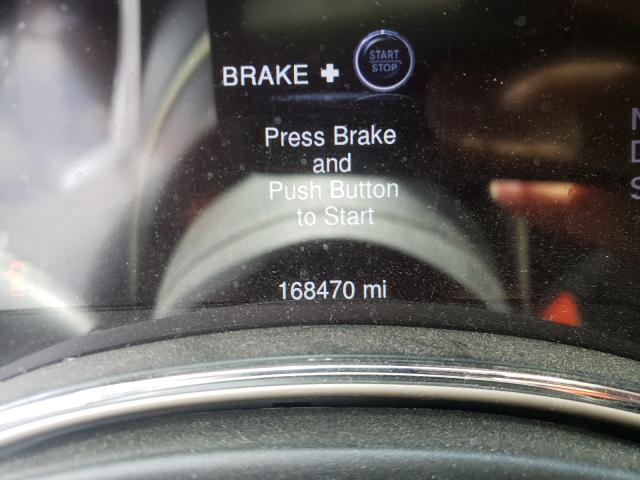 START
STOP
BRAKE +
Press Brake
and
Push Button
to Start
168470 mi
N
D
S